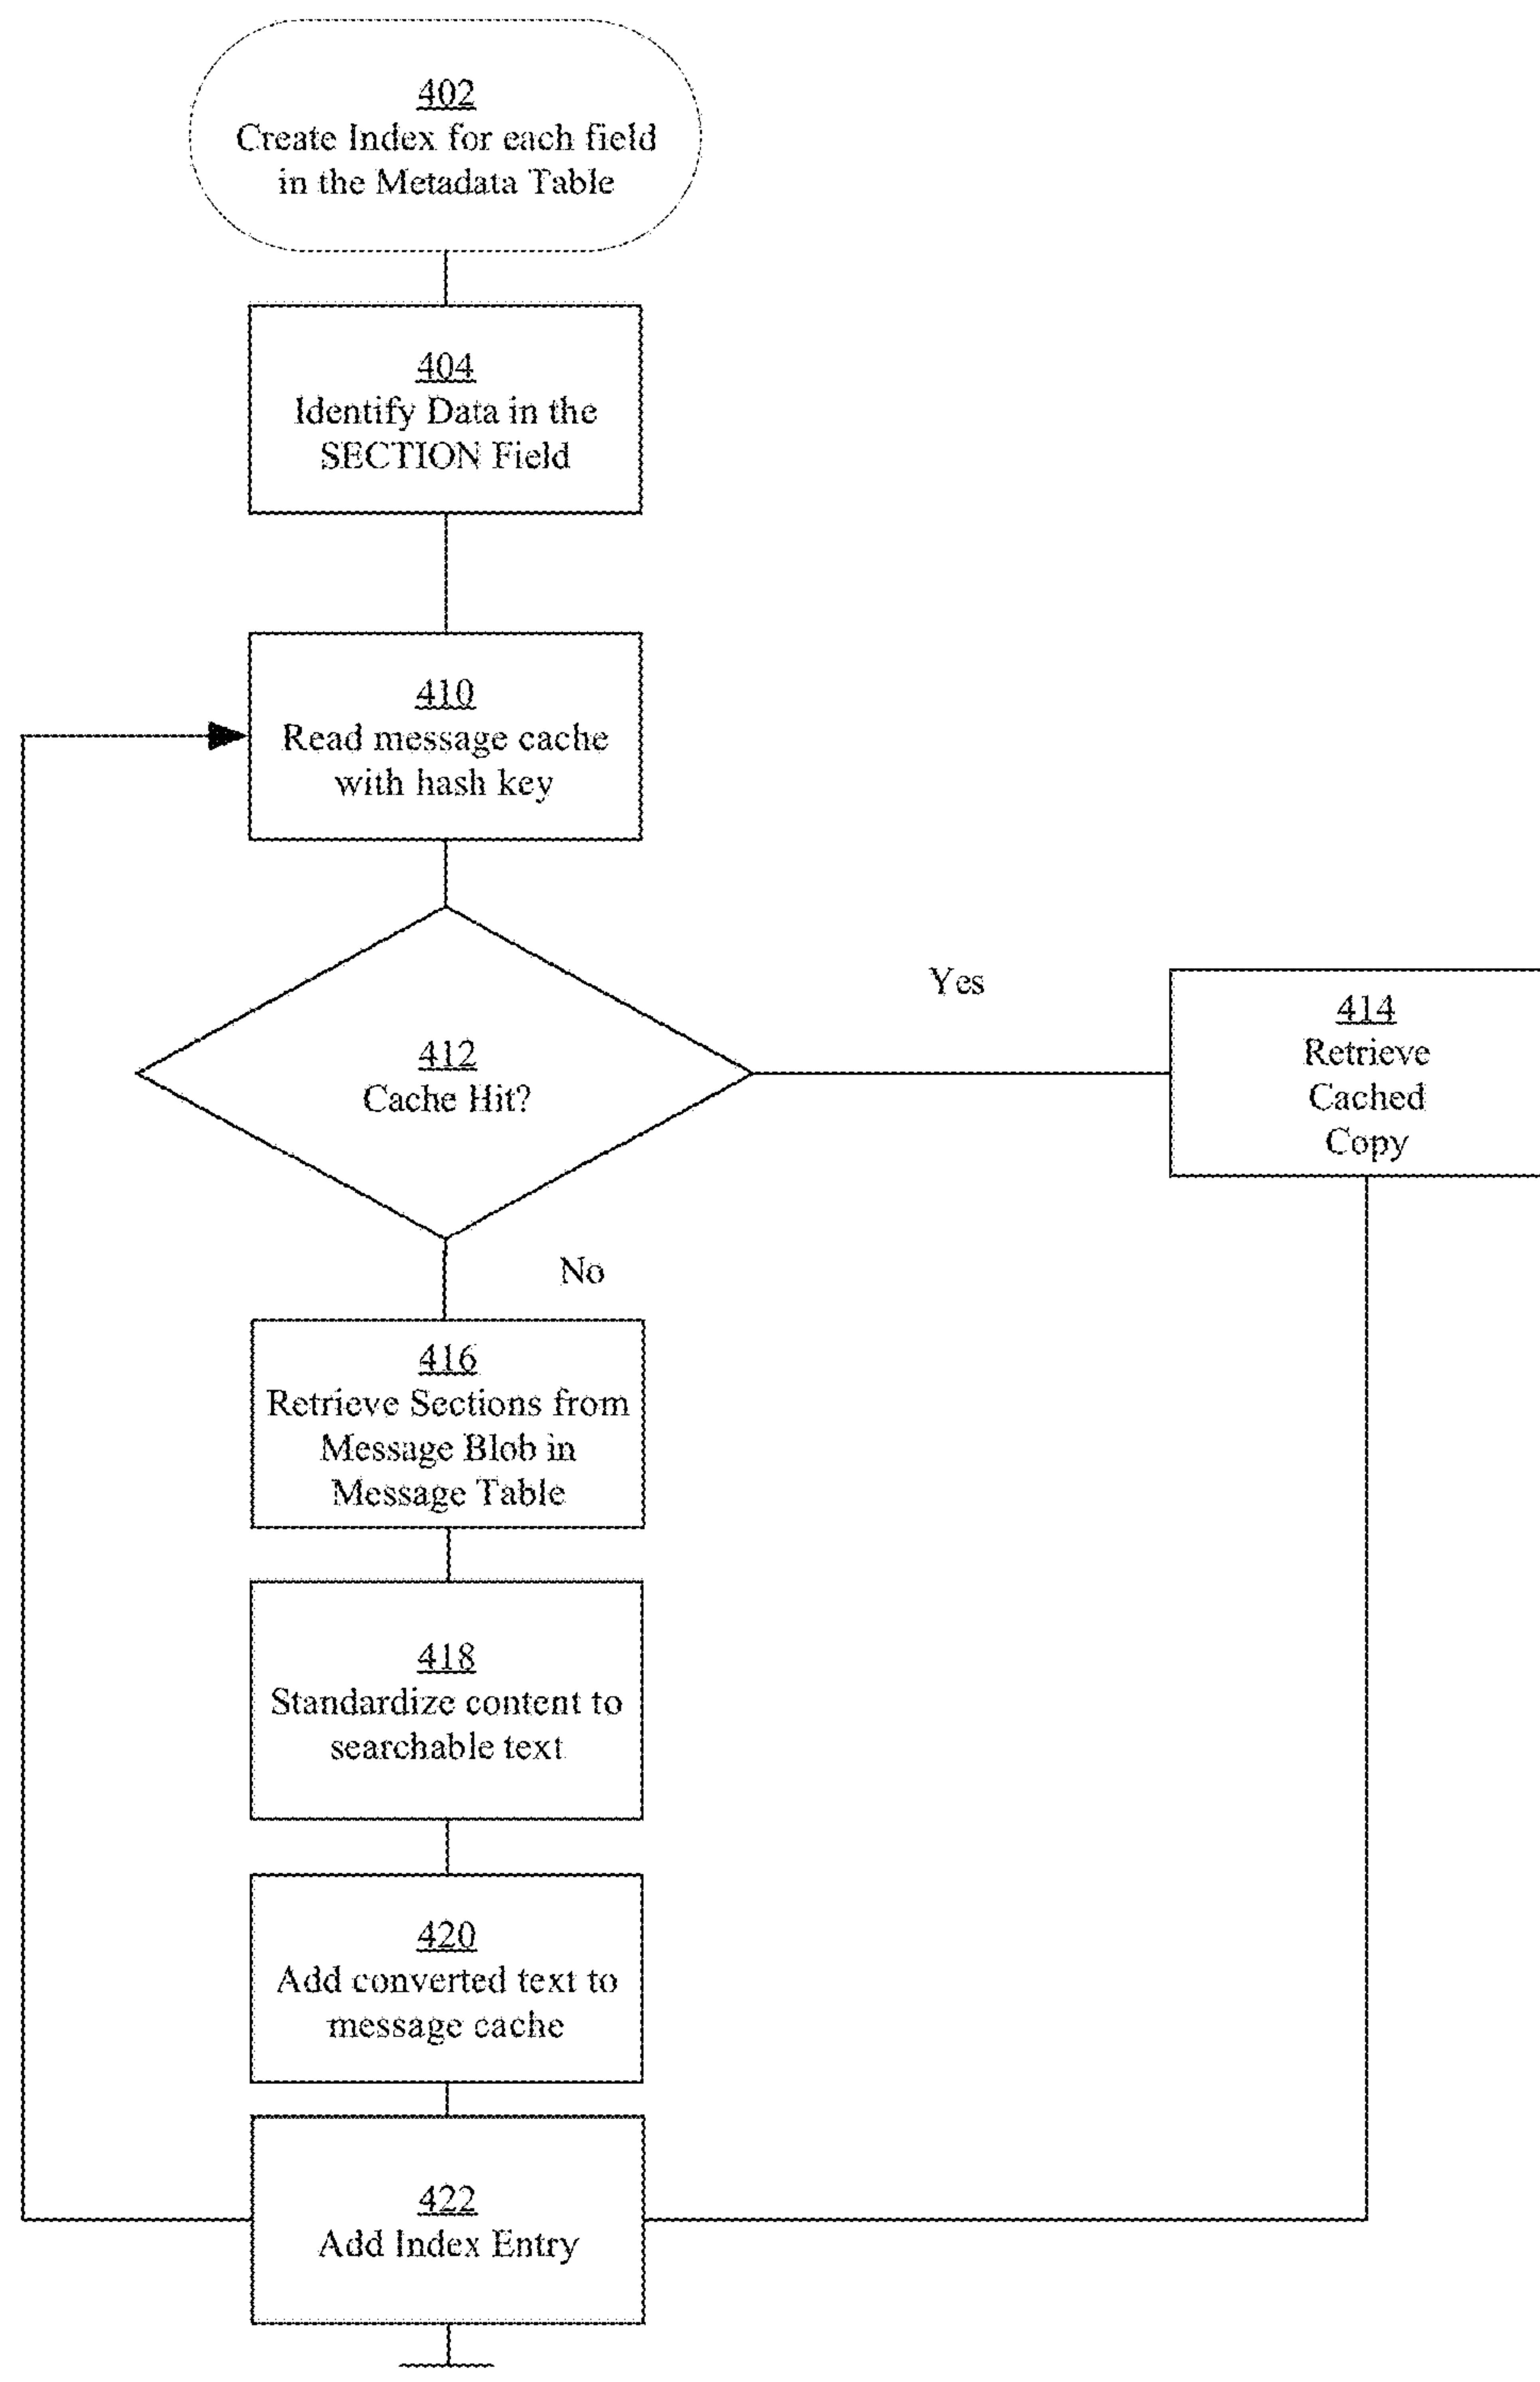 402
Create Index for each field
in the Metadata Table
404
Identify Data in the
SECTION Field
410
Read message cache
with hash key
412
Cache Hit?
Yes
414
Retrieve
Cached
Copy
No
416
Retrieve Sections from
Message Blob in
Message Table
418
Standardize content to
searchable text
420
Add converted text to
message cache
422
Add Index Entry